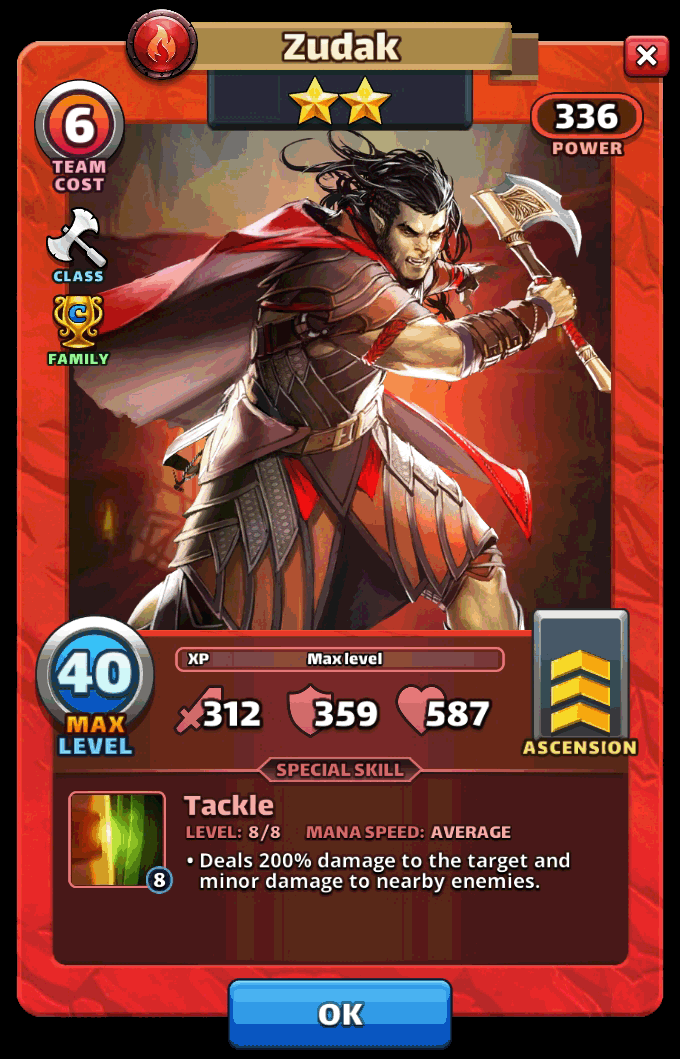 Zudak
6
TEAM
COST
336
POWER
CLASS
C
FAMILY
40
MAX
LEVEL
XP Max level
312 359 587
ASCENSION
SPECIAL SKILL
Tackle
LEVEL: 8/8 MANA SPEED: AVERAGE
8
• Deals 200% damage to the target and
minor damage to nearby enemies.
OK